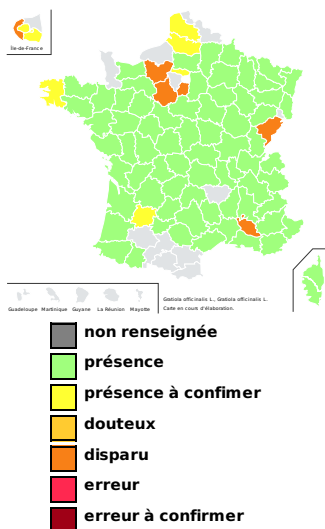 Île-de-France
Guadeloupe Martinique Guyane La Réunion Mayotte
Gratiola officinalis L., Gratiola officinalis L.
Carte en cours d'élaboration.
non renseignée
présence
présence à confimer
douteux
disparu
erreur
erreur à confirmer